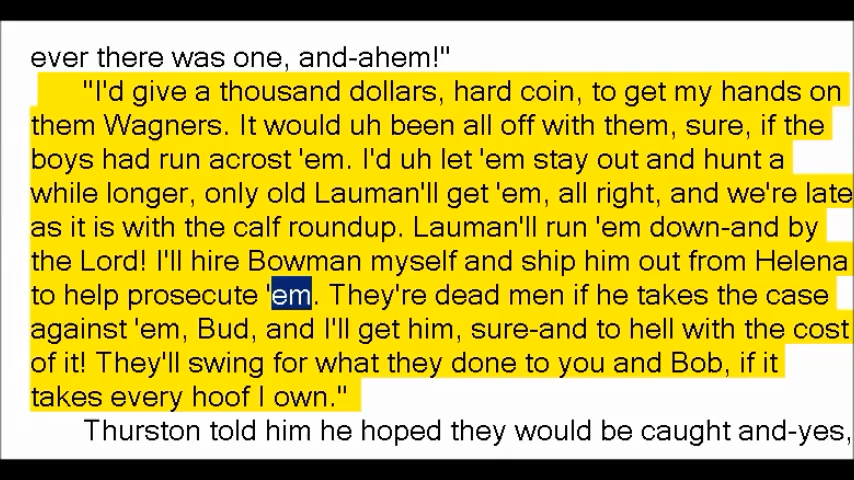 ever there was one, and-ahem!"
"I'd give a thousand dollars, hard coin, to get my hands on
them Wagners. It would uh been all off with them, sure, if the
boys had run acrost 'em. I'd uh let 'em stay out and hunt a
while longer, only old Lauman'll get 'em, all right, and we're late
as it is with the calf roundup. Lauman'll run 'em down-and by
the Lord! I'll hire Bowman myself and ship him out from Helena
to help prosecute 'em. They're dead men if he takes the case
against 'em, Bud, and I'll get him, sure-and to hell with the cost
of it! They'll swing for what they done to you and Bob, if it
takes every hoof I own."
Thurston told him he hoped they would be caught and-yes,